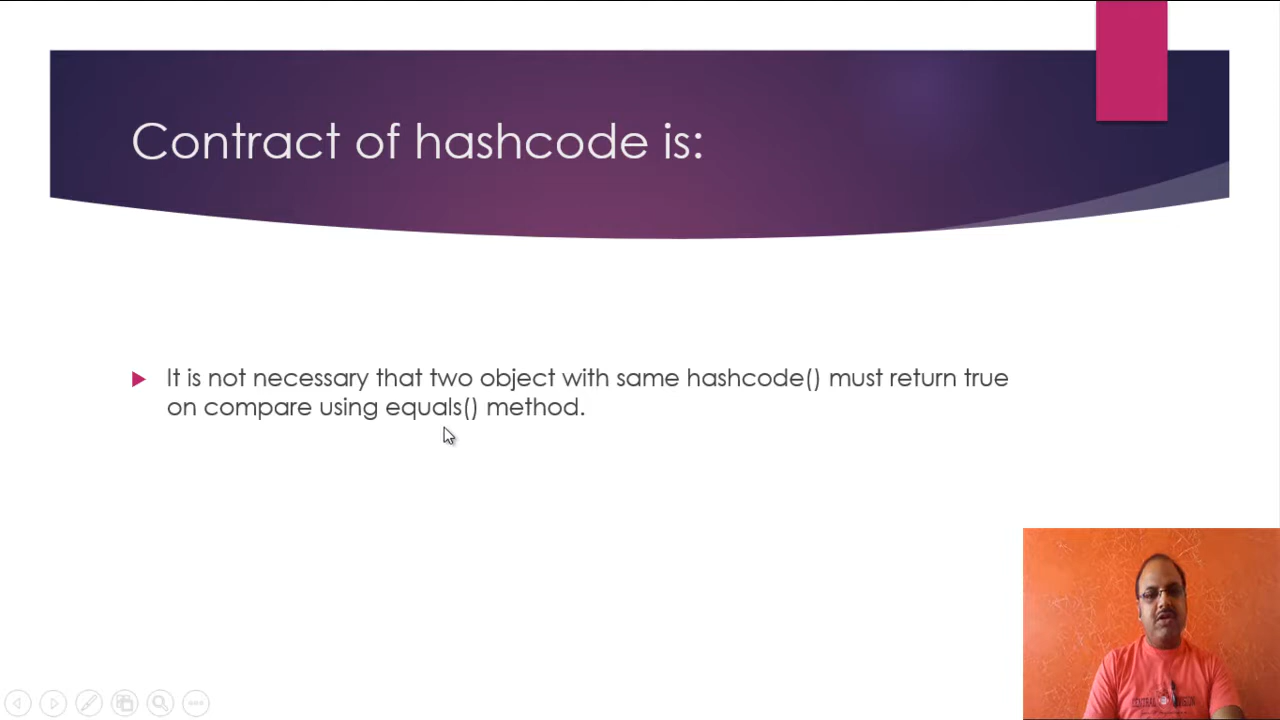 Contract of hashcode is:
It is not necessary that two object with same hashcode() must return true
on compare using equals() method.